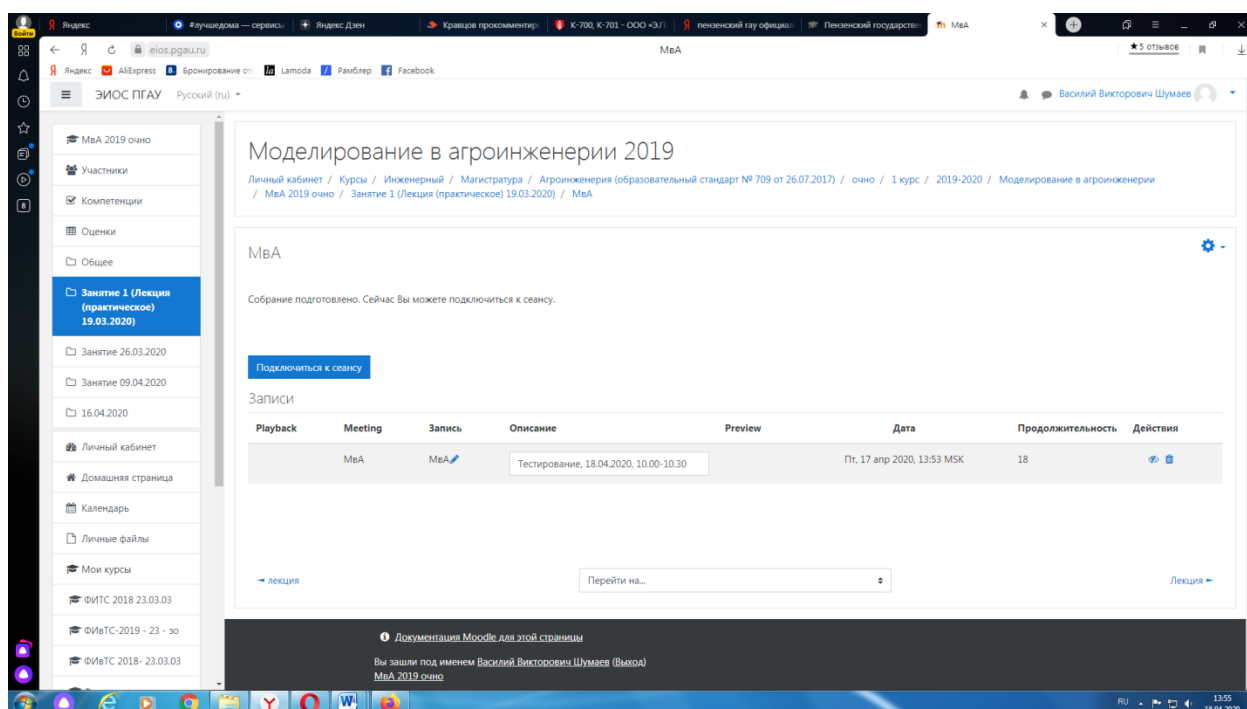 Войти
Яндекс
#лучшедома — сервисы
Яндекс Дзен
Кравцов прокомментир
К-700, К-701 - ООО «Э.П.
пензенский гау официал
Пензенский государстве
МвА
eios.pgau.ru
МвА
★5 отзывов
Яндекс AliExpress Бронирование от Lamoda Рамблер Facebook
ЭИОС ПГАУ Русский (ru)
Василий Викторович Шумаев
МвА 2019 очно
Участники
Компетенции
Оценки
Общее
Занятие 1 (Лекция
(практическое)
19.03.2020)
Занятие 26.03.2020
Занятие 09.04.2020
16.04.2020
Личный кабинет
Домашняя страница
Календарь
Личные файлы
Мои курсы
ФИТС 2018 23.03.03
ФИвТС-2019 - 23 - зо
ФИвТС 2018- 23.03.03
Моделирование в агроинженерии 2019
Личный кабинет / Курсы / Инженерный / Магистратура / Агроинженерия (образовательный стандарт № 709 от 26.07.2017) / очно / 1 курс / 2019-2020 / Моделирование в агроинженерии
/ МвА 2019 очно / Занятие 1 (Лекция (практическое) 19.03.2020) / МвА
МвА
Собрание подготовлено. Сейчас Вы можете подключиться к сеансу.
Подключиться к сеансу
Записи
Playback Meeting Запись Описание Preview Дата Продолжительность Действия
МвА МвА Тестирование, 18.04.2020, 10.00-10.30 Пт, 17 апр 2020, 13:53 MSK 18
◄ лекция
Перейти на...
Лекция ►
Документация Moodle для этой страницы
Вы зашли под именем Василий Викторович Шумаев (Выход)
МвА 2019 очно
RU
13:55
18.04.2020